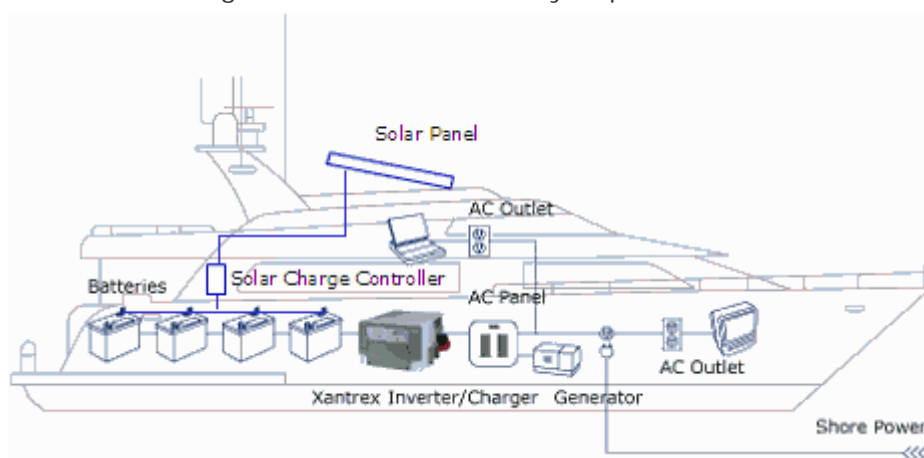 Solar Panel
AC Outlet
Solar Charge Controller
Batteries
AC Panel
AC Outlet
Xantrex Inverter/Charger Generator
Shore Power